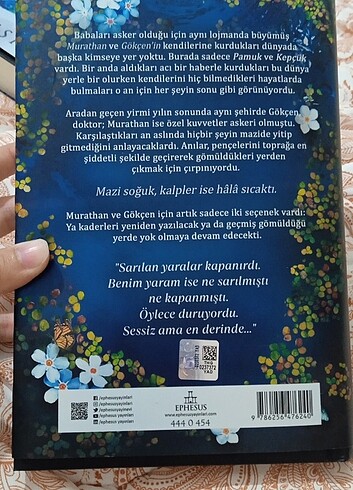 Babaları asker olduğu için aynı lojmanda büyümüş
Murathan ve Gökçen'in kendilerine kurdukları dünyada
başka kimseye yer yoktu. Burada sadece Pamuk ve Kepçük
vardı. Bir anda aldıkları acı bir haberle kurdukları bu dünya
yerle bir olurken kendilerini hiç bilmedikleri hayatlarda
bulmaları o an için her şeyin sonu gibi görünüyordu.
Aradan geçen yirmi yılın sonunda aynı şehirde Gökçen
doktor; Murathan ise özel kuvvetler askeri olmuştu.
Karşılaştıkları an aslında hiçbir şeyin mazide yitip
gitmediğini anlayacaklardı. Anılar, pençelerini toprağa en
şiddetli şekilde geçirerek gömüldükleri yerden
çıkmak için çırpınıyordu.
Mazi soğuk, kalpler ise hâlâ sıcaktı.
Murathan ve Gökçen için artık sadece iki seçenek vardı:
Ya kaderleri yeniden yazılacak ya da geçmiş gömüldüğü
yerde yok olmaya devam edecekti.
"Sarılan yaralar kapanırdı.
Benim yaram ise ne sarılmıştı
ne kapanmıştı.
Öylece duruyordu.
Sessiz ama en derinde..."
ephesusyayinlari
ephesusyayinlari
ephesusyayinevi
ephesus yayınları
ephesus yayınları
EPHESUS
www.ephesusyayinlari.com
444 0 454
9 786256 476240